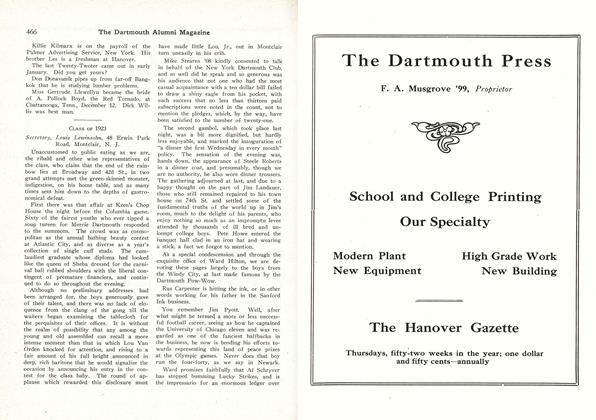 466 The Dartmouth Alumni Magazine
Killie Kilmarx is on the payroll of the
Palmer Advertising Service, New York. His
brother Les is a freshman at Hanover.
The last Twenty-Twoter came out in early
January. Did you get yours?
Don Donavanik pipes up from far-off Bang-
kok that he is studying lumber problems.
Miss Gertrude Llewellyn became the bride
of A. Pollock Boyd, the Red Tornado, at
Chattanooga, Tenn., December 12. Dick Wil-
lis was best man.
CLASS OF 1923
Secretary, Louis Lewinsohn, 48 Erwin Park
Road, Montclair, N. J.
Unaccustomed to public eating as we are,
the ribald and other wise representatives of
the class, who claim that the end of the rain-
bow lies at Broadway and 42d St., in two
grand attempts met the green-skinned monster,
indigestion, on his home table, and as many
times sent him down to the depths of gastro-
nomical defeat.
First there was that affair at Keen's Chop
House the night before the Columbia game.
Sixty of the fairest youths who ever tipped a
soup tureen for Merrie Dartmouth responded
to the summons. The crowd was as cosmo-
politan as the annual bathing beauty contest
at Atlantic City, and as diverse as a year's
collection of single cuff studs. The cum-
laudiest graduate whose diploma had looked
like the queen of Sheba dressed for the carni-
val ball rubbed shoulders with the liberal con-
tingent of premature financiers, and contin-
ued to do so throughout the evening.
Although no preliminary addresses had
been arranged for, the boys generously gave
of their talent, and there was no lack of elo-
quence from the clang of the gong till the
waiters began examining the tablecloth for
the perquisites of their offices. It is without
the realm of possibility that any among the
young and old assembled can recall a more
intense moment than that in which Lou Van
Orden knocked for attention, and rising to a
fair amount of his full height announced in
deep, rich baritone that he would signalize the
occasion by announcing his entry in the con-
test for the class baby. The round of ap-
plause which rewarded this disclosure must
have made little Lou, Jr., out in Montclair
turn uneasily in his crib.
Mike Stearns '08 kindly consented to talk
in behalf of the New York Dartmouth Club,
and so well did he speak and so generous was
his audience that not one who had the most
casual acquaintance with a ten dollar bill failed
to draw a shiny eagle from his pocket, with
such success that no less than thirteen paid
subscriptions were noted in the count, not to
mention the pledges, which, by the way, have
been satisfied to the number of twenty-one.
The second gambol, which took place last
night, was a bit more dignified, but hardly
less enjoyable, and marked the inauguration of
"a dinner the first Wednesday in every month"
policy. The sensation of the evening was,
hands down, the appearance of Steele Roberts
in a dinner coat, and presumably, though we
are no authority, he also wore dinner trousers.
The gathering adjourned at last, and due to a
happy thought on the part of Jim Landauer,
those who still remained repaired to his town
house on 74th St. and settled some of the
fundamental truths of the world up in Jim's
room, much to the delight of his parents, who
enjoy nothing so much as an impromptu levee
attended by thousands of ill bred and un-
kempt college boys. Pete Howe entered the
banquet hall clad in an iron hat and wearing
a stick, a fact we forgot to mention.
As a special condescension and through the
exquisite office of Ward Hilton, we are de-
voting these pages largely to the boys from
the Windy City, at last made famous by the
Dartmouth Pow-Wow.
Rus Carpenter is hitting the ink, or in other
words working for his father in the Sanford
Ink business.
You remember Jim Pyott. Well, after
what might be termed a more or less success-
ful football career, seeing as how he captained
the University of Chicago eleven and was re-
garded as one of the fanciest halfbacks in
the business, he now is bending his efforts to-
wards representing this land of peace prizes
at the Olympic games. Never does that boy
run the four-forty, as we say in Newark.
Ward promises faithfully that Al Schryver
has stopped bumming Lucky Strikes, and is
the impressario for an enormous ledger over
The Dartmouth Press
F. A. MUSGROVE '99, Proprietor
School and College Printing
Our Specialty
Modern Plant High Grade Work
New Equipment New Building
The Hanover Gazette
Thursdays, fifty-two weeks in the year; one dollar
and fifty cents—annually